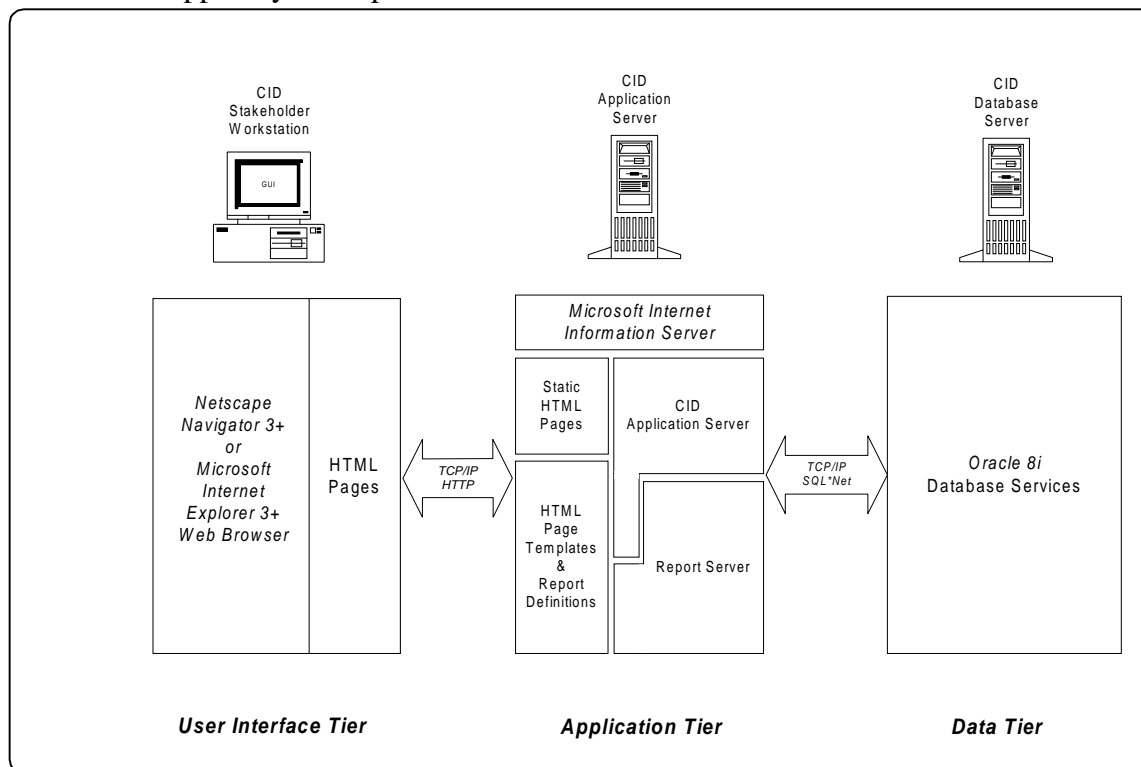 CID
Stakeholder
Workstation
GUI
CID
Application
Server
CID
Database
Server
Netscape
Navigator 3+
or
Microsoft
Internet
Explorer 3+
Web Browser
HTML
Pages
TCP/IP
HTTP
Microsoft Internet
Information Server
Static
HTML
Pages
CID
Application Server
HTML
Page
Templates
&
Report
Definitions
Report Server
TCP/IP
SQL*Net
Oracle 8i
Database Services
User Interface Tier
Application Tier
Data Tier